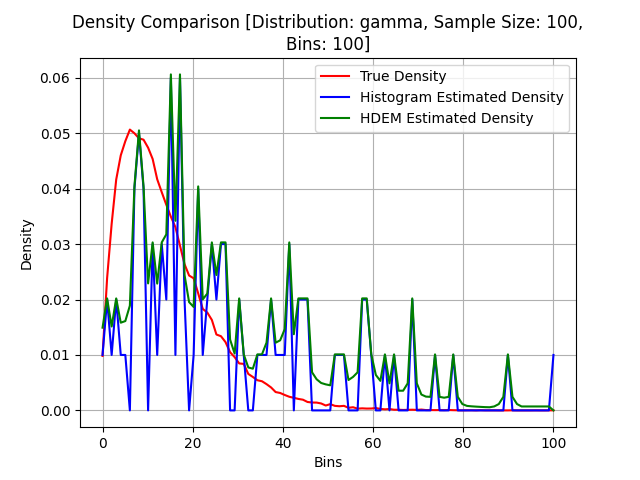 Density Comparison [Distribution: gamma, Sample Size: 100,
Bins: 100]
True Density
Histogram Estimated Density
HDEM Estimated Density
Density
0.06
0.05
0.04
0.03
0.02
0.01
0.00
0 20 40 60 80 100
Bins